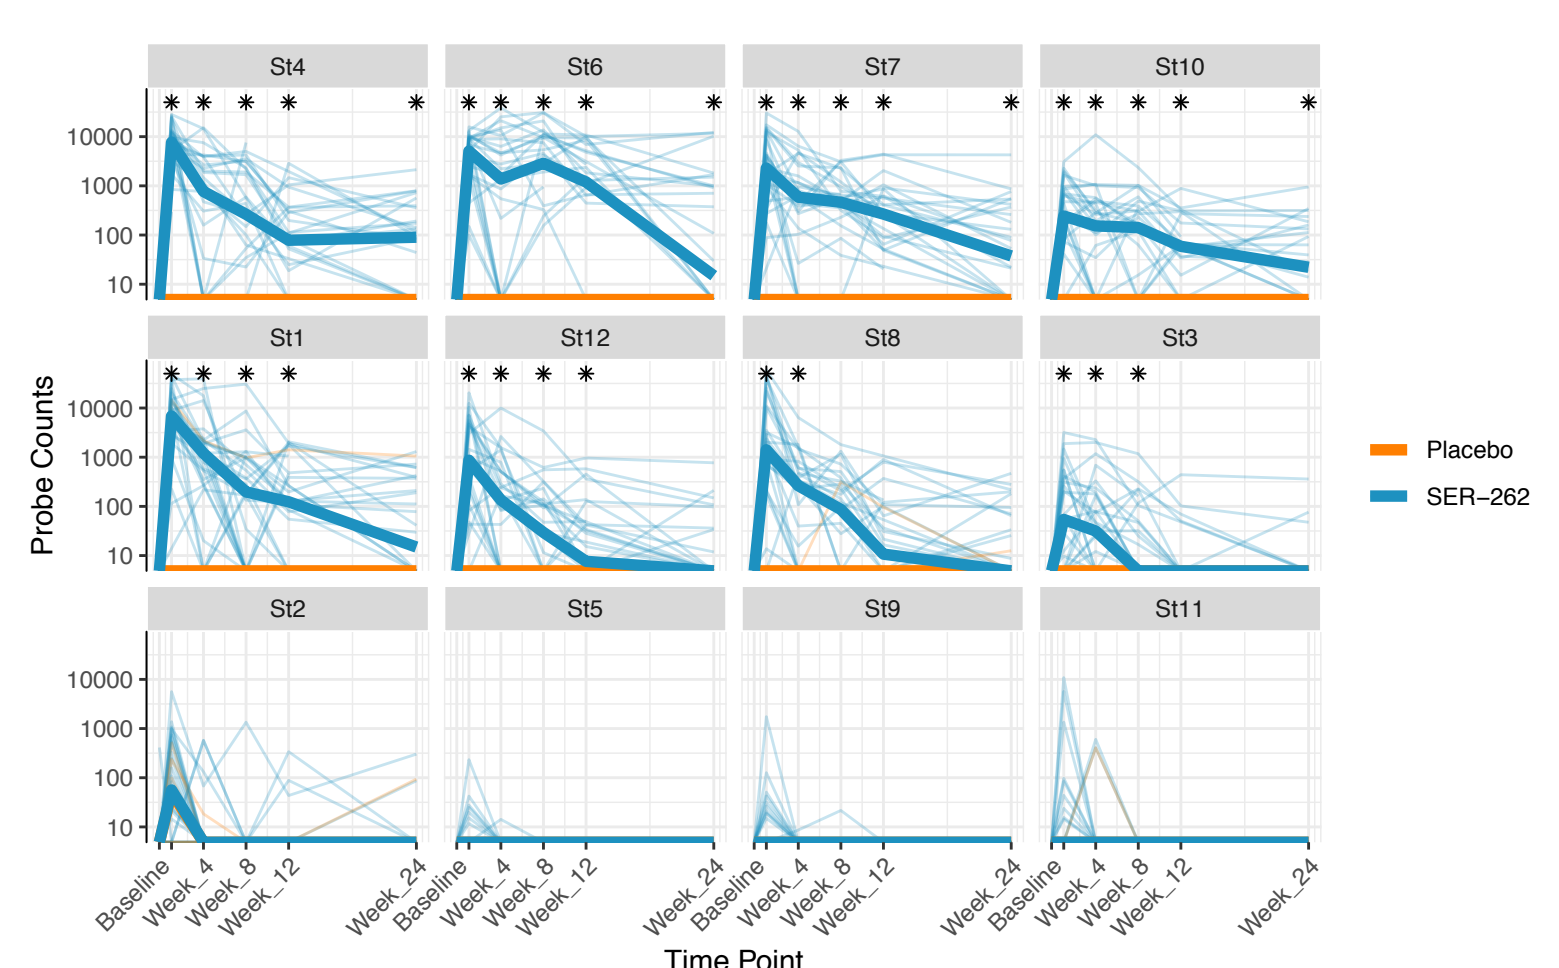 St4 St6 St7 St10
* * * * * * * * * * * * * * * * * * * *
10000
1000
100
10
St1 St12 St8 St3
* * * * * * * * * * * * *
10000
1000
100
10
St2 St5 St9 St11
10000
1000
100
10
Baseline Week_4 Week_8 Week_12 Week_24 Baseline Week_4 Week_8 Week_12 Week_24 Baseline Week_4 Week_8 Week_12 Week_24 Baseline Week_4 Week_8 Week_12 Week_24
Time Point
Probe Counts
Placebo
SER−262